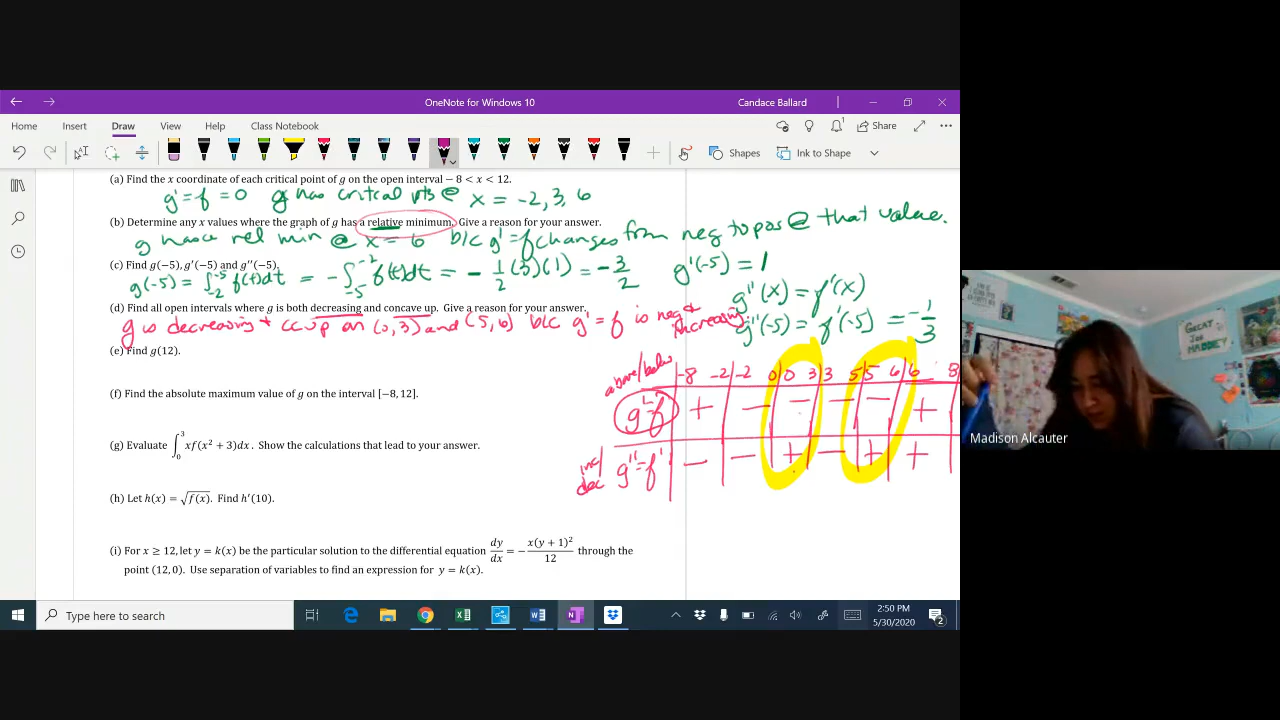 OneNote for Windows 10
Candace Ballard
Home Insert Draw View Help Class Notebook
Share
Shapes Ink to Shape
(a) Find the x coordinate of each critical point of g on the open interval − 8 < x < 12.
g' = f = 0 g has critical pts @ x = -2, 3, 6
(b) Determine any x values where the graph of g has a relative minimum. Give a reason for your answer.
g has a rel min @ x = 6 b/c g' = f changes from neg to pos @ that value.
(c) Find g(−5), g′(−5) and g′′(−5).
g(-5) = ∫_{-2}^{-5} f(t)dt = -∫_{-5}^{-2} f(t)dt = -1/2 (3)(1) = -3/2 g'(-5) = 1
g''(x) = f'(x)
(d) Find all open intervals where g is both decreasing and concave up. Give a reason for your answer.
g is decreasing + cc up on (0,3) and (5,6) b/c g' = f is neg + increasing
g''(-5) = f'(-5) = -1/3
(e) Find g(12).
above/below -8 -2 -2 0 0 3 3 5 5 6 6 8
(f) Find the absolute maximum value of g on the interval [−8, 12].
g' = f + − − − − +
(g) Evaluate ∫_0^3 xf(x² + 3)dx. Show the calculations that lead to your answer.
inc/dec g'' = f' − − + − + +
(h) Let h(x) = √f(x). Find h′(10).
(i) For x ≥ 12, let y = k(x) be the particular solution to the differential equation dy/dx = − x(y + 1)²/12 through the
point (12, 0). Use separation of variables to find an expression for y = k(x).
Madison Alcauter
Type here to search
2:50 PM
5/30/2020
2